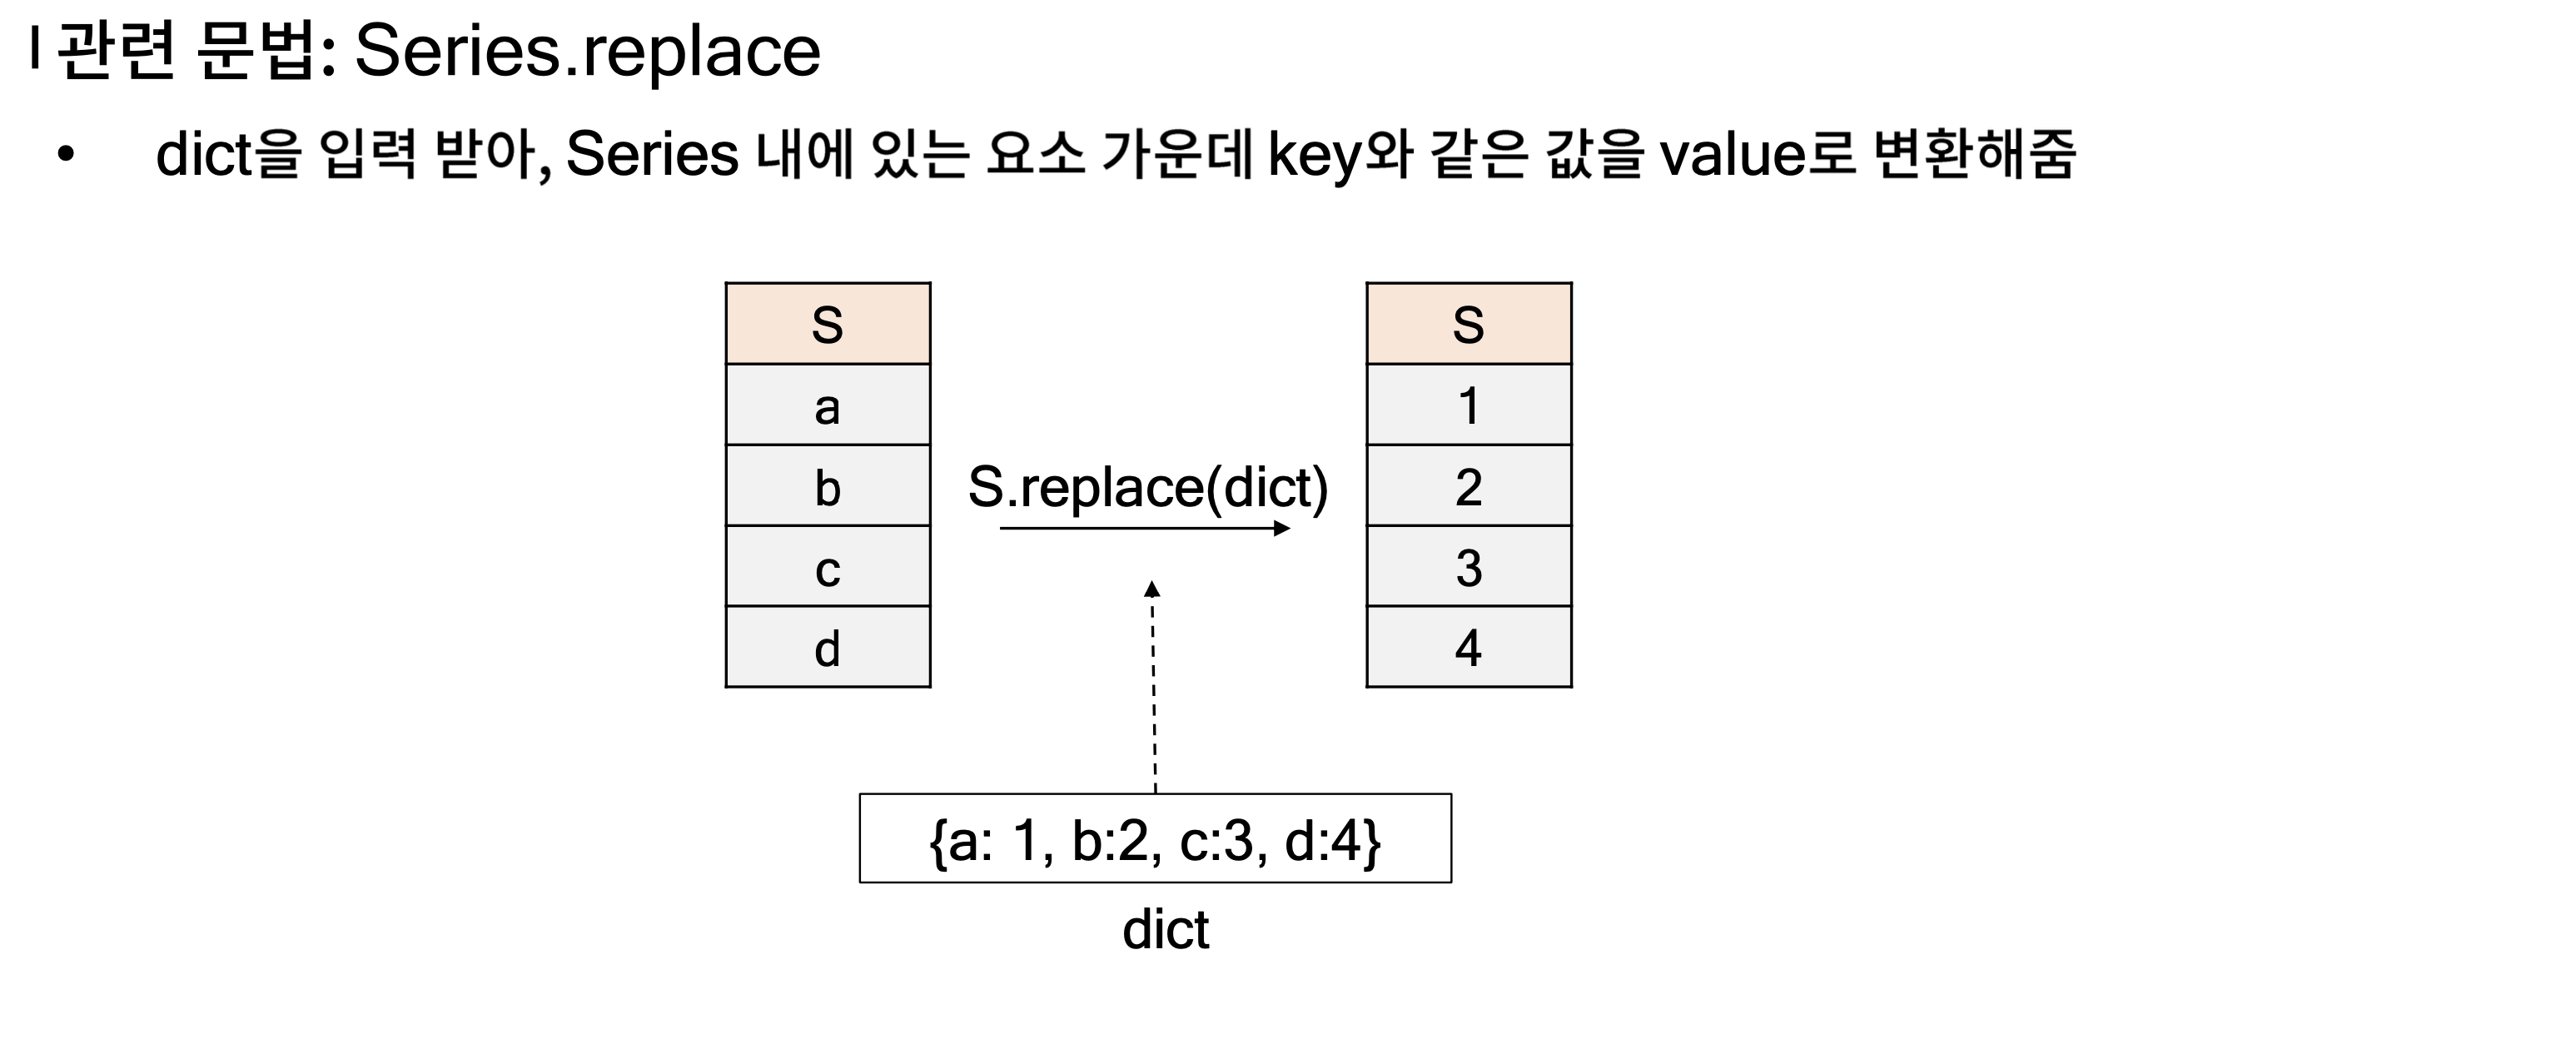 관련 문법: Series.replace
• dict을 입력 받아, Series 내에 있는 요소 가운데 key와 같은 값을 value로 변환해줌
S
a
b
c
d
S.replace(dict)
S
1
2
3
4
{a: 1, b:2, c:3, d:4}
dict